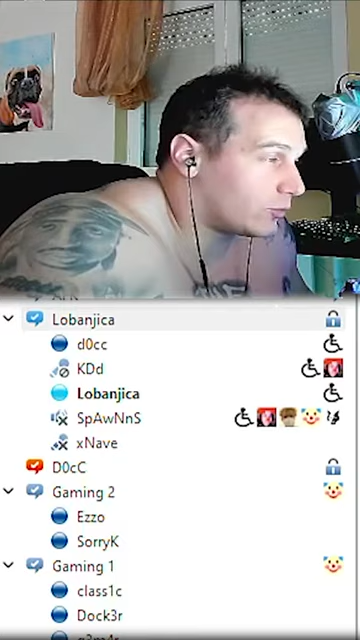 Lobanjica
d0cc
KDd
Lobanjica
SpAwNnS
xNave
D0cC
Gaming 2
Ezzo
SorryK
Gaming 1
class1c
Dock3r